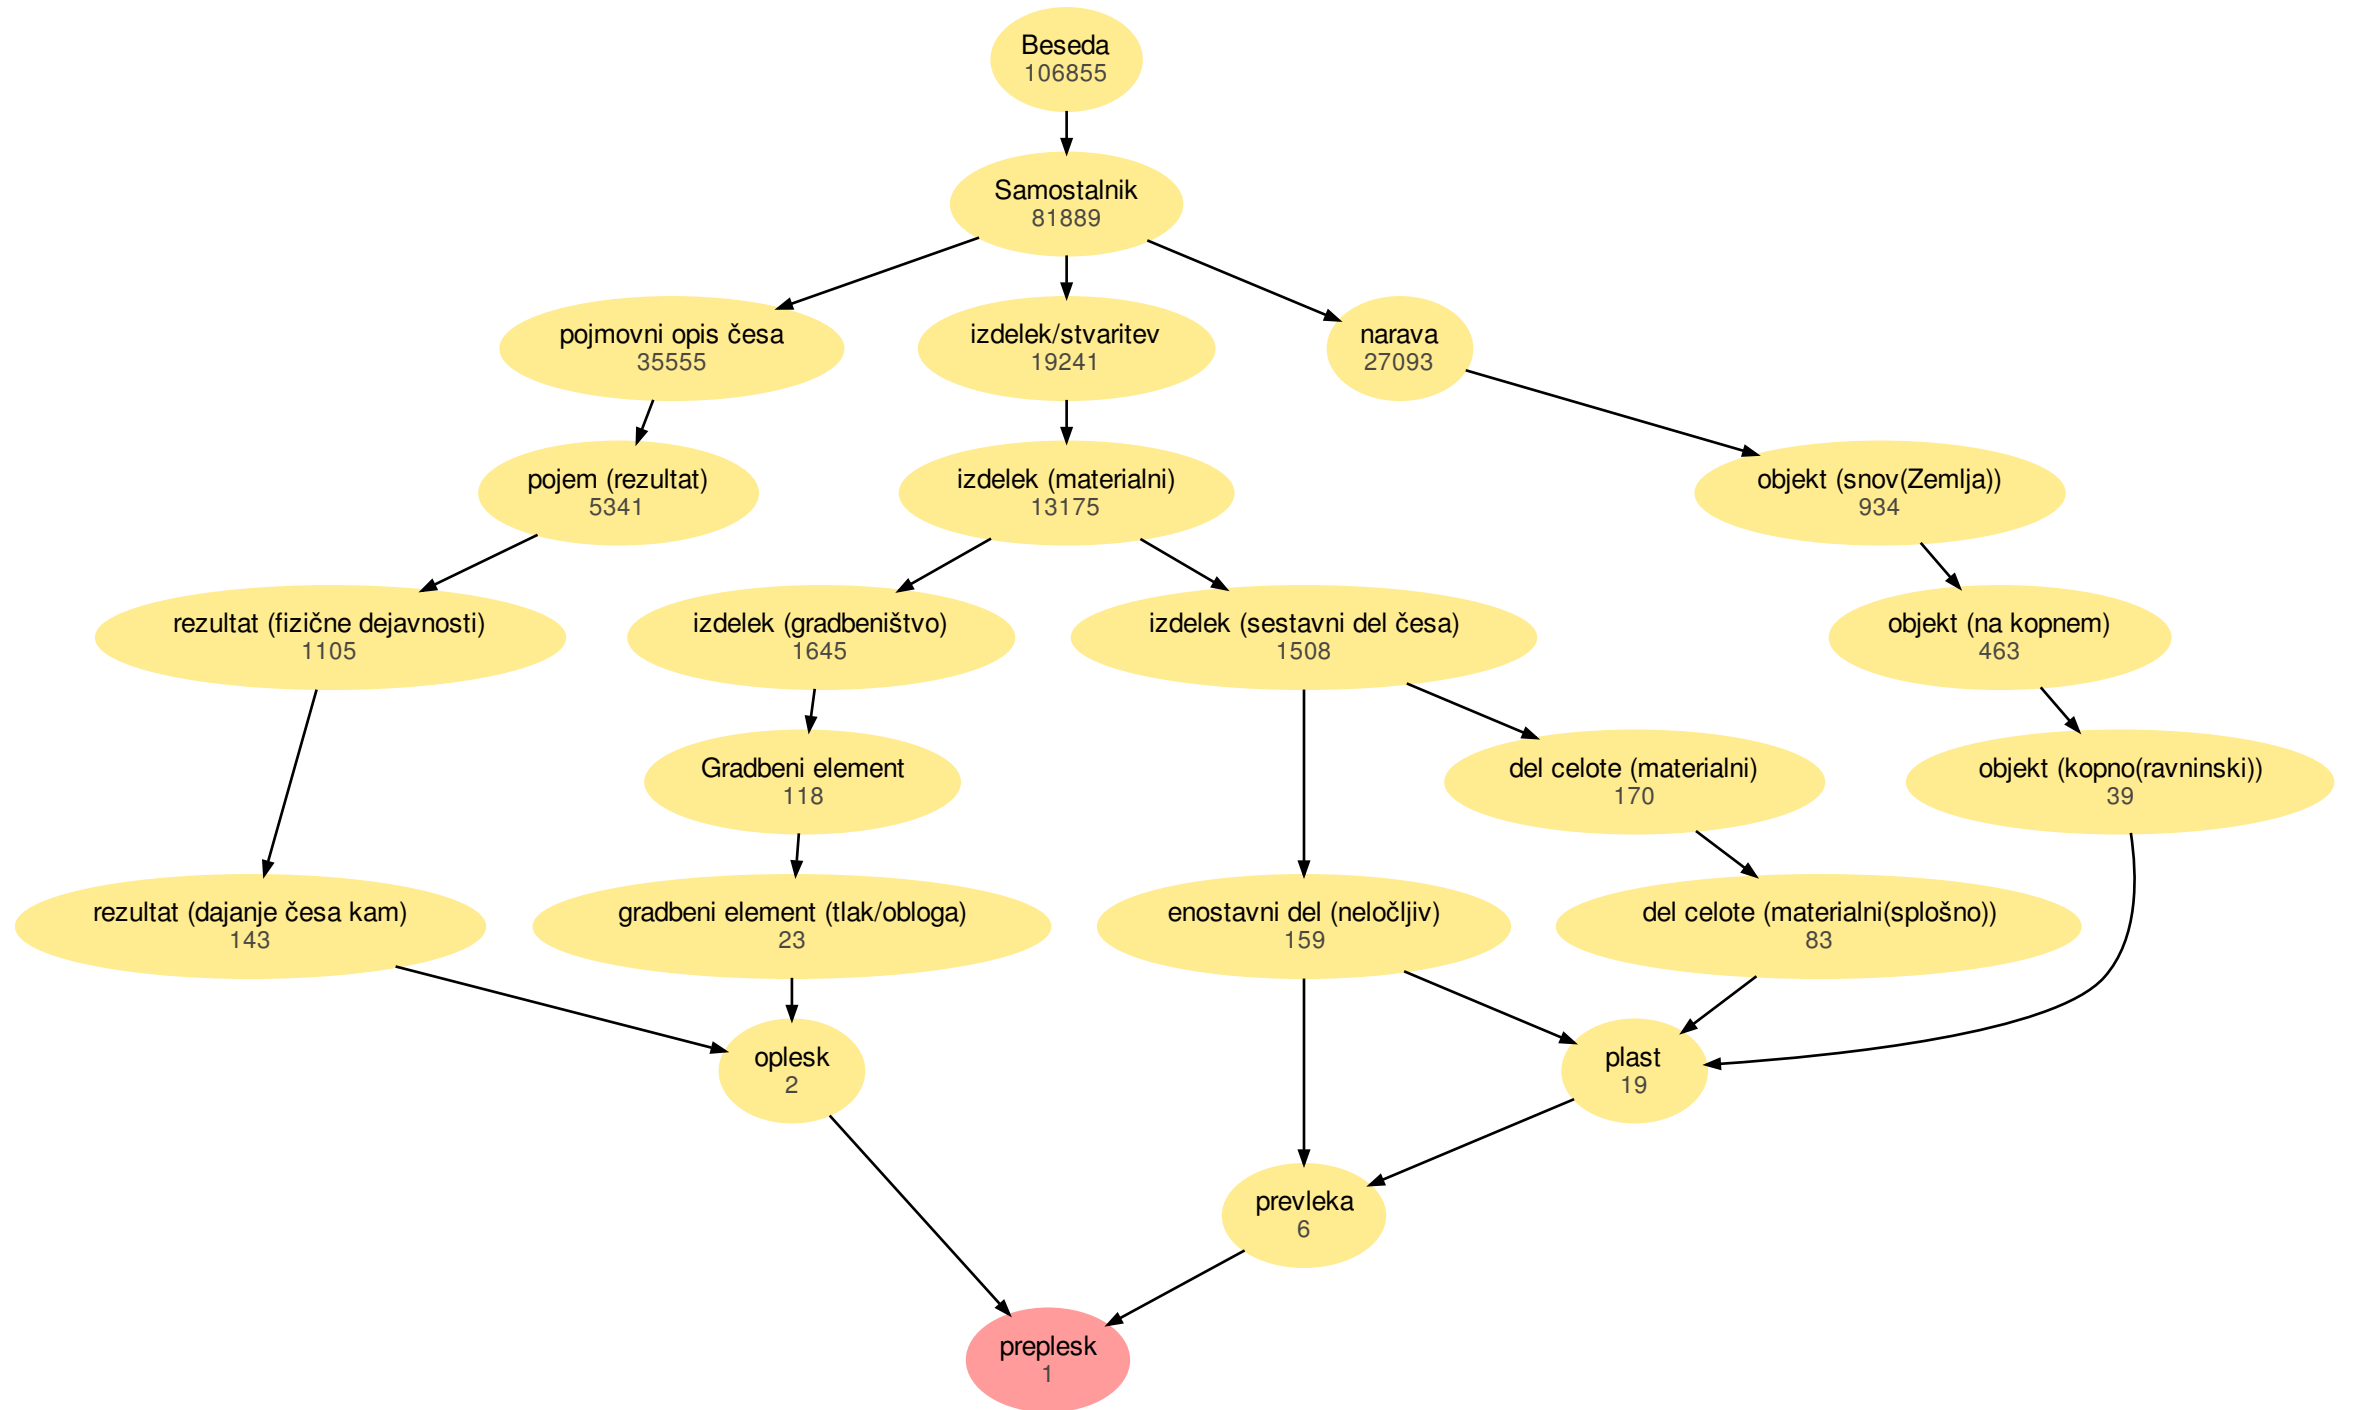 Beseda
106855
Samostalnik
81889
pojmovni opis česa
35555
izdelek/stvaritev
19241
narava
27093
pojem (rezultat)
5341
izdelek (materialni)
13175
objekt (snov(Zemlja))
934
rezultat (fizične dejavnosti)
1105
izdelek (gradbeništvo)
1645
izdelek (sestavni del česa)
1508
objekt (na kopnem)
463
Gradbeni element
118
del celote (materialni)
170
objekt (kopno(ravninski))
39
rezultat (dajanje česa kam)
143
gradbeni element (tlak/obloga)
23
enostavni del (neločljiv)
159
del celote (materialni(splošno))
83
oplesk
2
plast
19
prevleka
6
preplesk
1